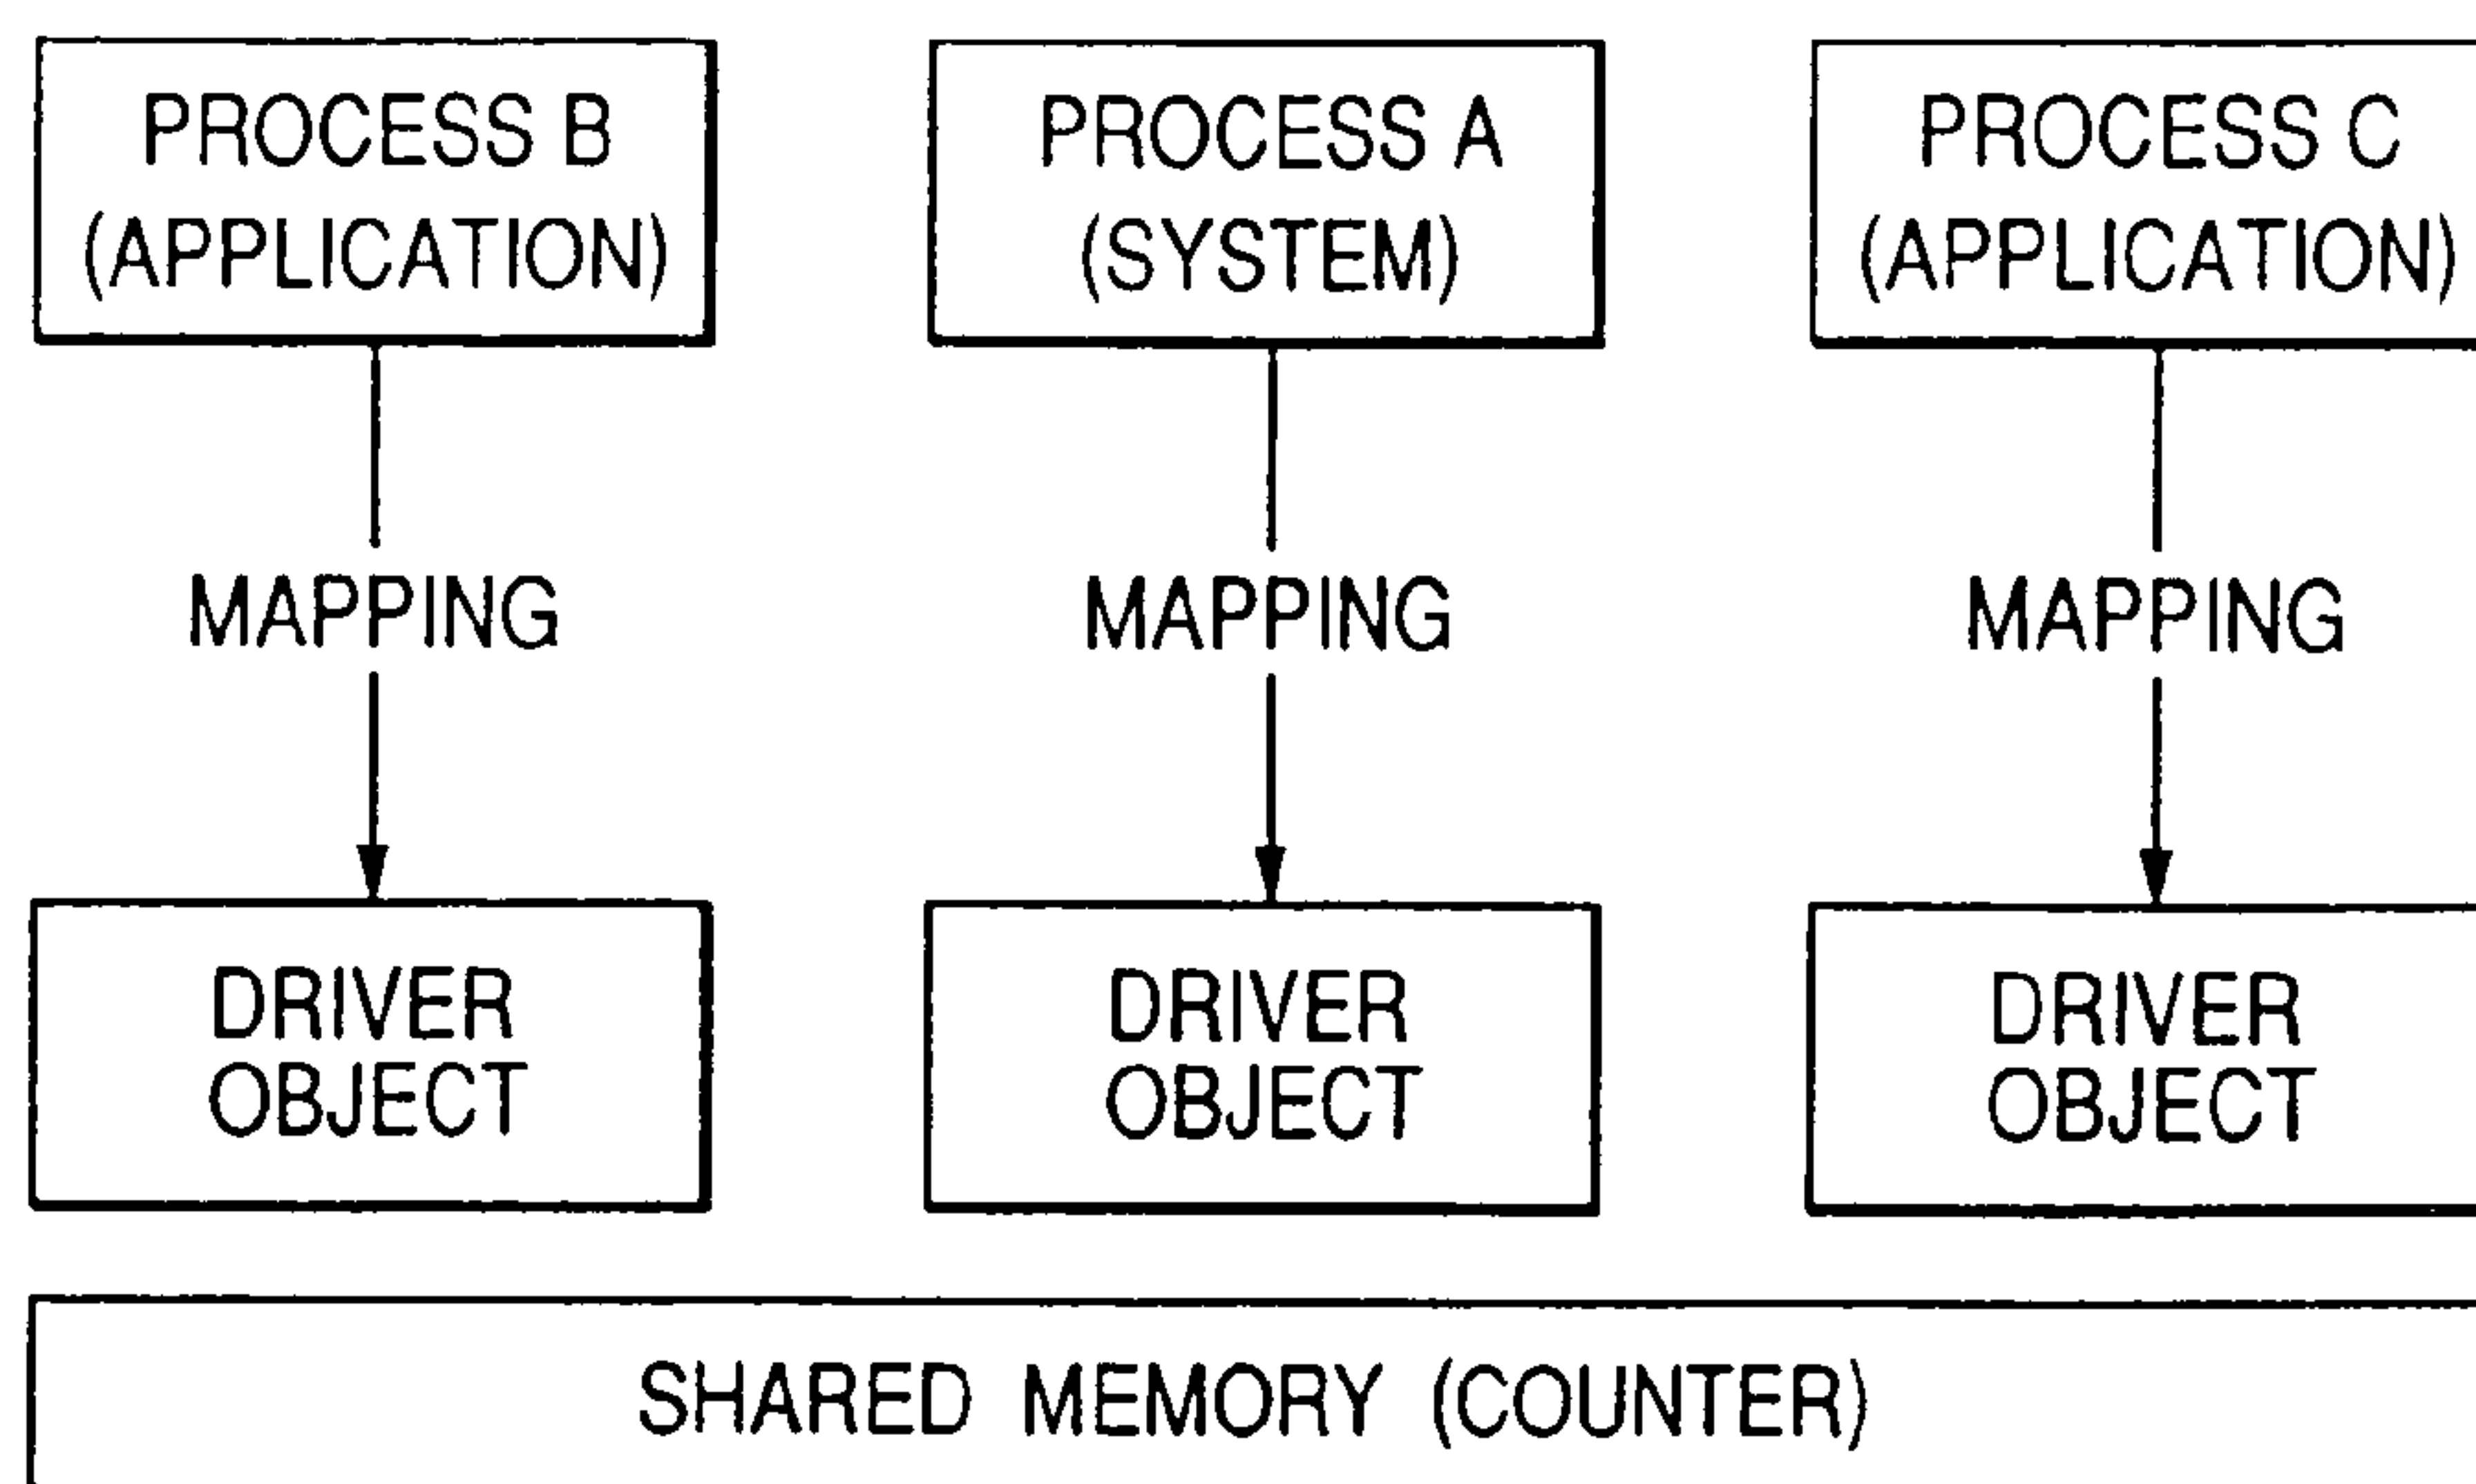 PROCESS B
(APPLICATION)
PROCESS A
(SYSTEM)
PROCESS C
(APPLICATION)
MAPPING
MAPPING
MAPPING
DRIVER
OBJECT
DRIVER
OBJECT
DRIVER
OBJECT
SHARED MEMORY (COUNTER)